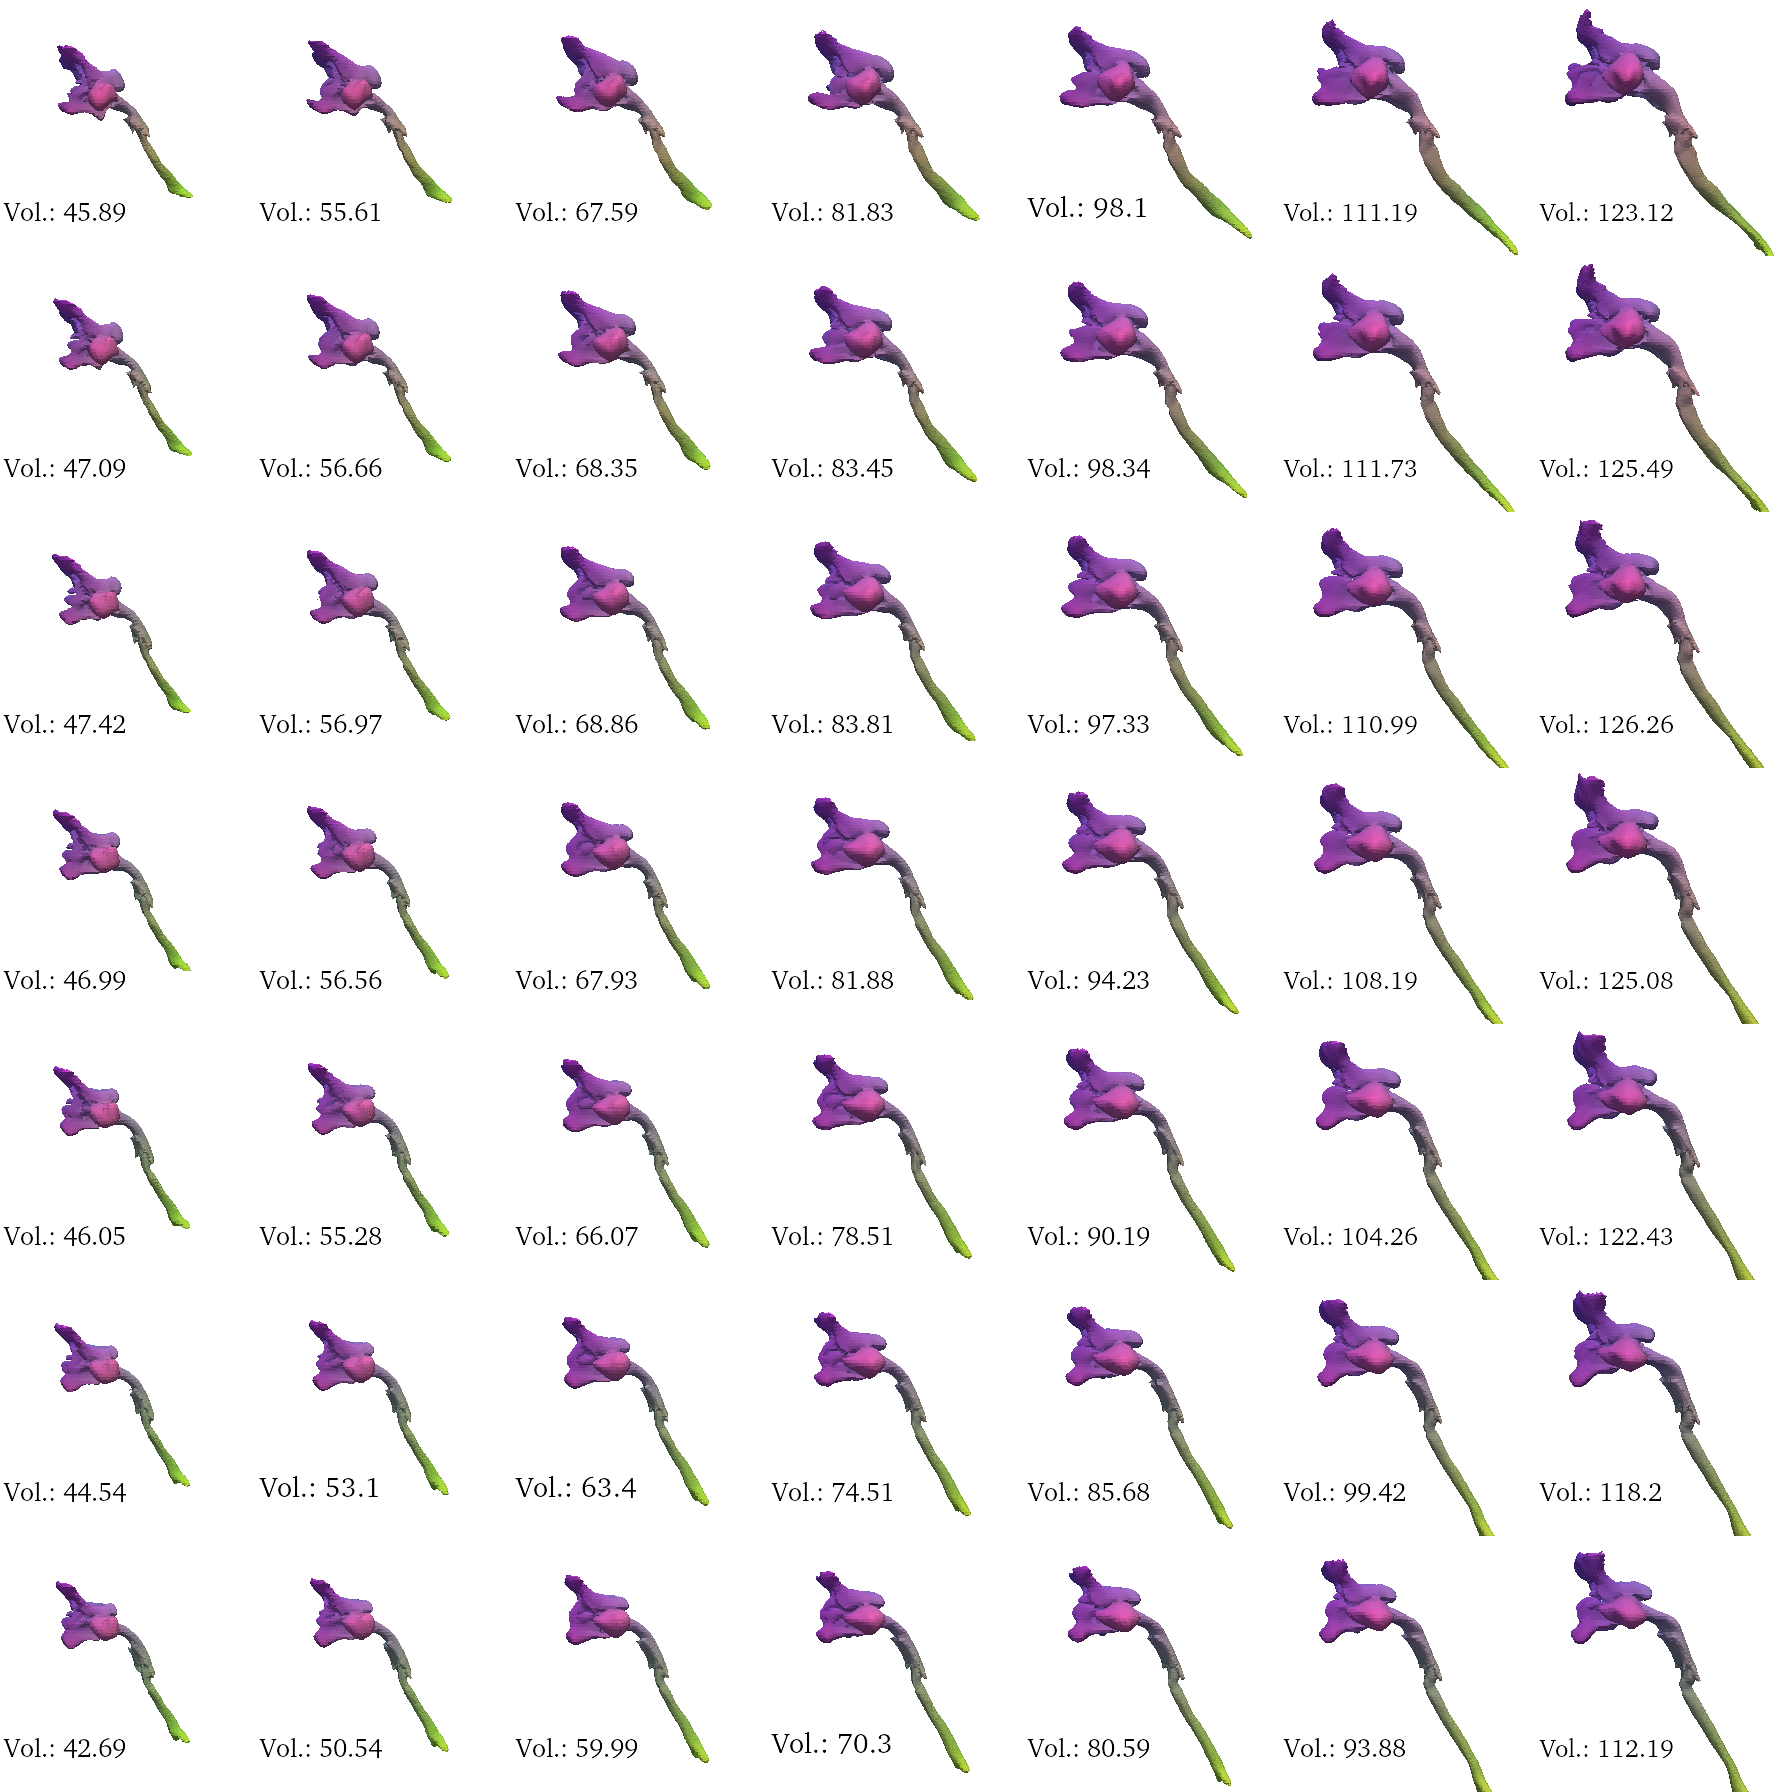 Vol.: 45.89 Vol.: 55.61 Vol.: 67.59 Vol.: 81.83 Vol.: 98.1 Vol.: 111.19 Vol.: 123.12
Vol.: 47.09 Vol.: 56.66 Vol.: 68.35 Vol.: 83.45 Vol.: 98.34 Vol.: 111.73 Vol.: 125.49
Vol.: 47.42 Vol.: 56.97 Vol.: 68.86 Vol.: 83.81 Vol.: 97.33 Vol.: 110.99 Vol.: 126.26
Vol.: 46.99 Vol.: 56.56 Vol.: 67.93 Vol.: 81.88 Vol.: 94.23 Vol.: 108.19 Vol.: 125.08
Vol.: 46.05 Vol.: 55.28 Vol.: 66.07 Vol.: 78.51 Vol.: 90.19 Vol.: 104.26 Vol.: 122.43
Vol.: 44.54 Vol.: 53.1 Vol.: 63.4 Vol.: 74.51 Vol.: 85.68 Vol.: 99.42 Vol.: 118.2
Vol.: 42.69 Vol.: 50.54 Vol.: 59.99 Vol.: 70.3 Vol.: 80.59 Vol.: 93.88 Vol.: 112.19